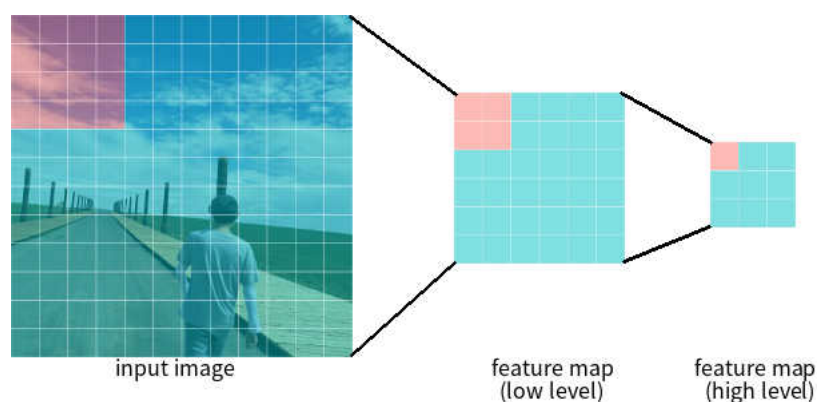 input image
feature map
(low level)
feature map
(high level)